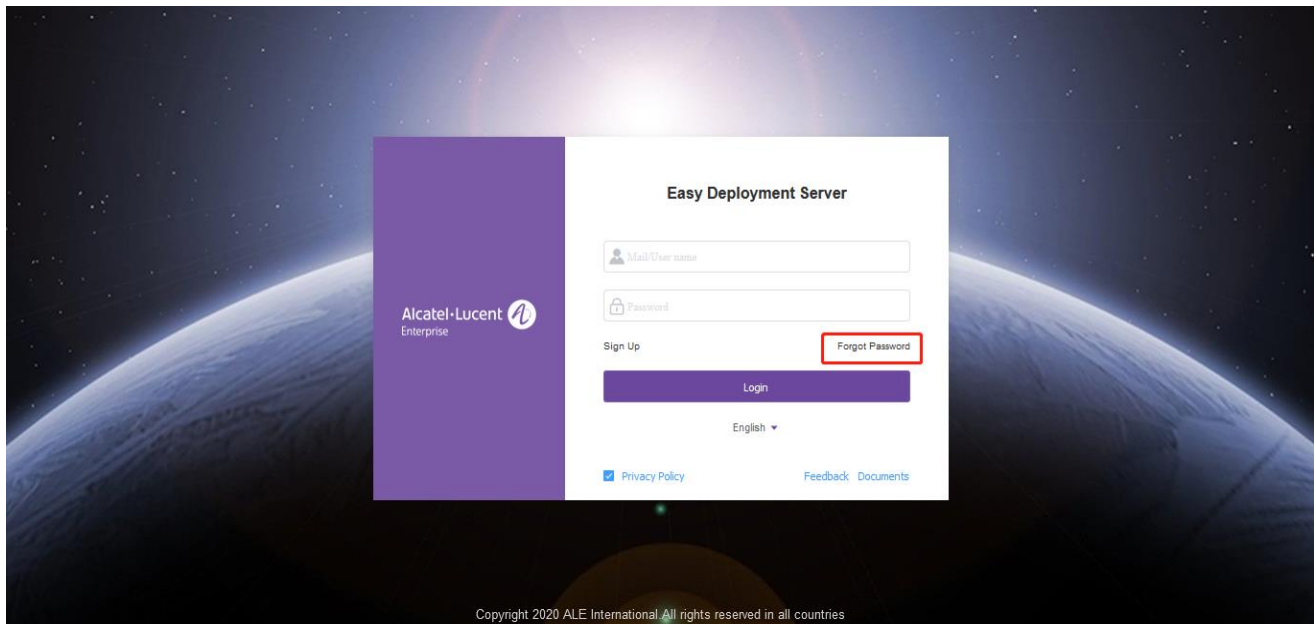 Easy Deployment Server
Mail/User name
Alcatel·Lucent
Enterprise
Password
Sign Up Forgot Password
Login
English
Privacy Policy Feedback Documents
Copyright 2020 ALE International.All rights reserved in all countries